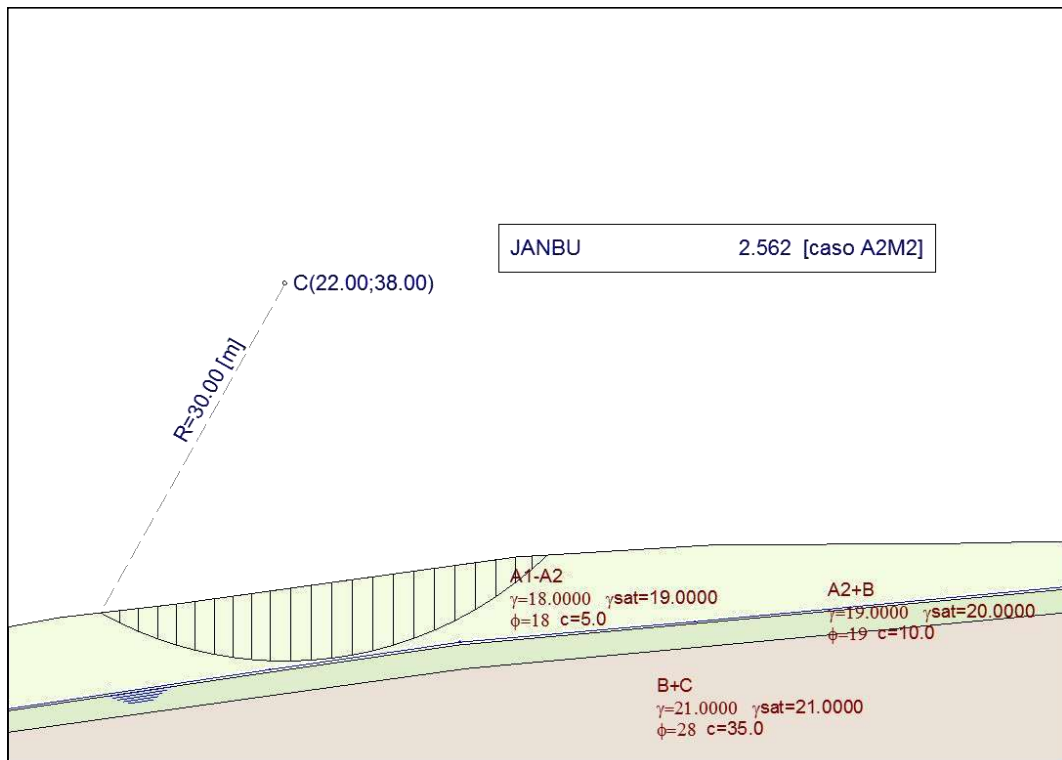 JANBU 2.562 [caso A2M2]
C(22.00;38.00)
R=30.00 [m]
A1-A2
γ=18.0000 γsat=19.0000
ϕ=18 c=5.0
A2+B
γ=19.0000 γsat=20.0000
ϕ=19 c=10.0
B+C
γ=21.0000 γsat=21.0000
ϕ=28 c=35.0